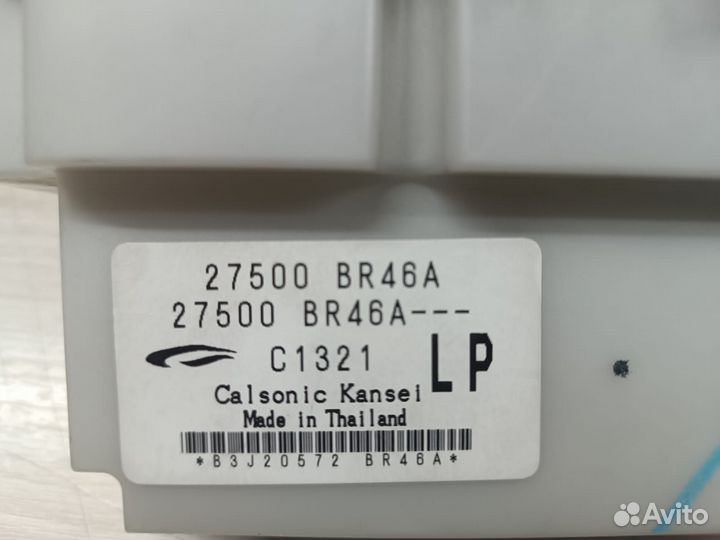 27500 BR46A
27500 BR46A---
C1321
LP
Calsonic Kansei
Made in Thailand
*B3J20572 BR46A*
Avito